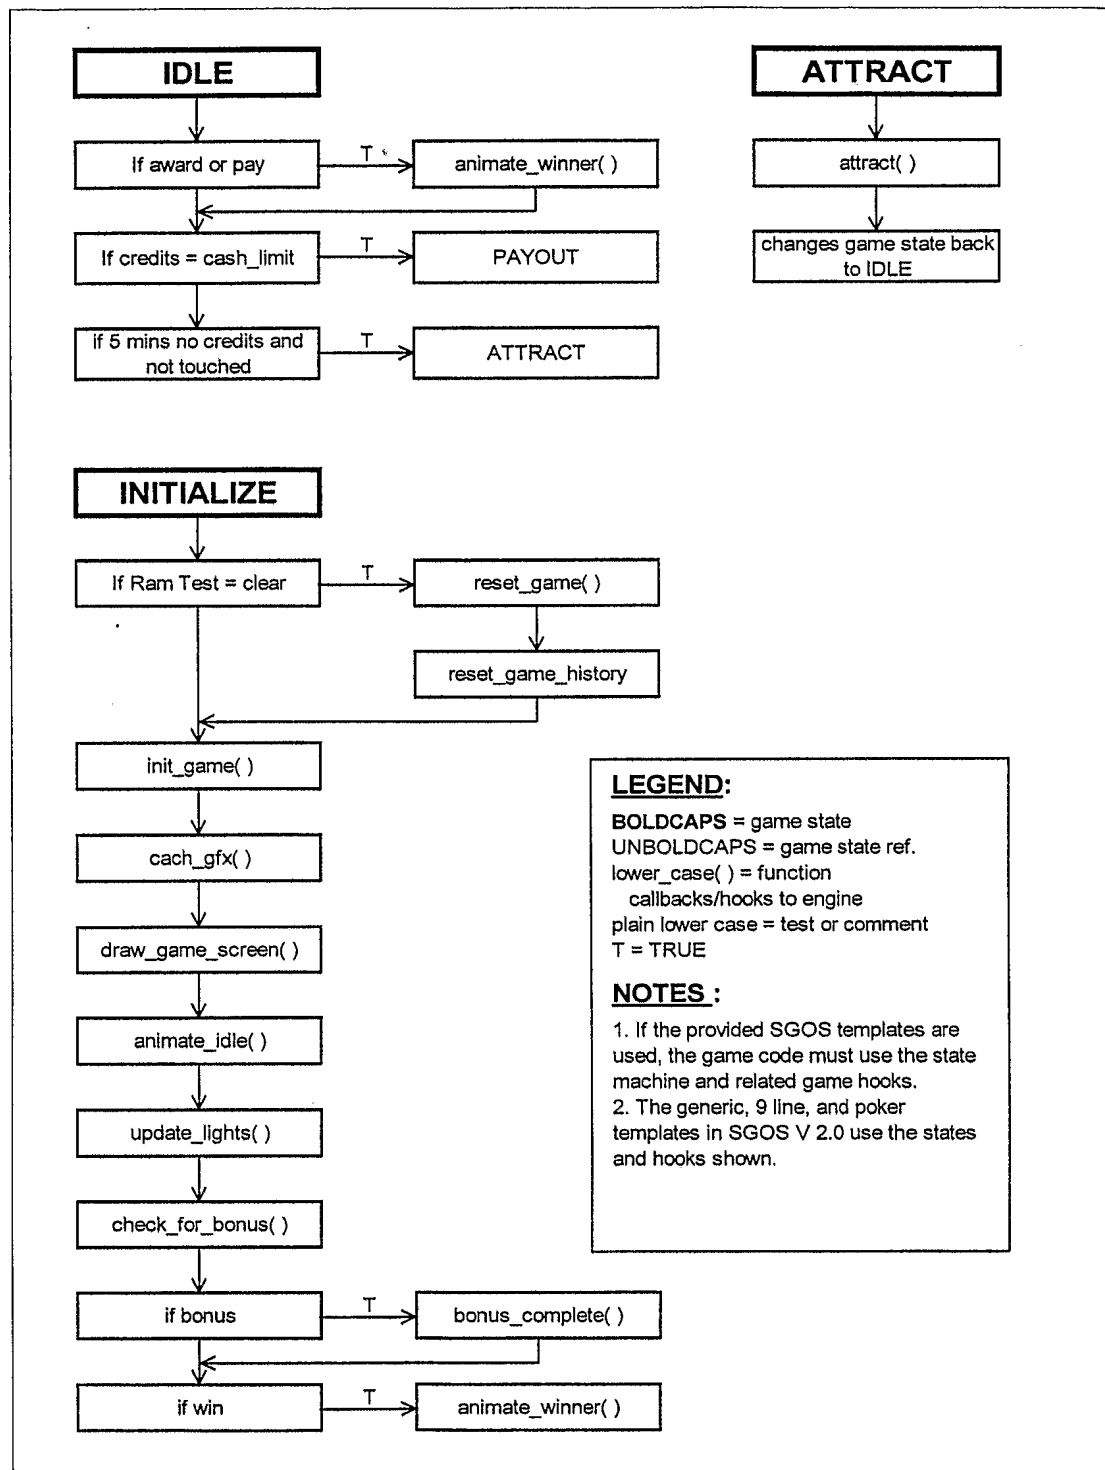 IDLE
If award or pay
T
animate_winner( )
If credits = cash_limit
T
PAYOUT
if 5 mins no credits and
not touched
T
ATTRACT
ATTRACT
attract( )
changes game state back
to IDLE
INITIALIZE
If Ram Test = clear
T
reset_game( )
reset_game_history
init_game( )
cach_gfx( )
draw_game_screen( )
animate_idle( )
update_lights( )
check_for_bonus( )
if bonus
T
bonus_complete( )
if win
T
animate_winner( )
LEGEND:
BOLDCAPS = game state
UNBOLDCAPS = game state ref.
lower_case( ) = function
callbacks/hooks to engine
plain lower case = test or comment
T = TRUE
NOTES :
1. If the provided SGOS templates are
used, the game code must use the state
machine and related game hooks.
2. The generic, 9 line, and poker
templates in SGOS V 2.0 use the states
and hooks shown.